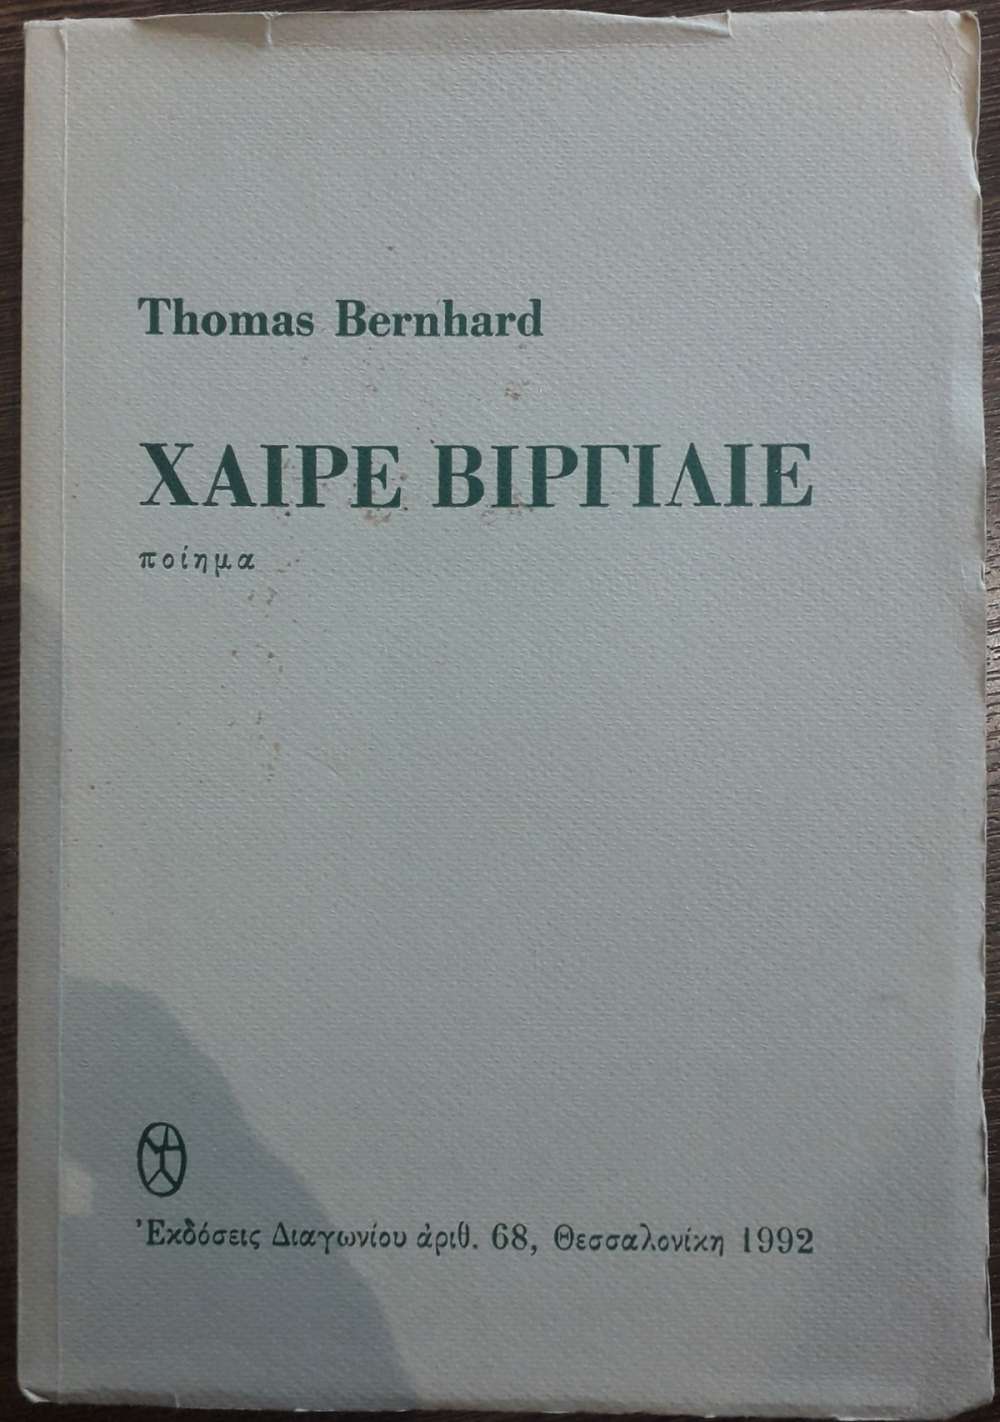 Thomas Bernhard
ΧΑΙΡΕ ΒΙΡΓΙΛΙΕ
ποίημα
Ἐκδόσεις Διαγωνίου ἀριθ. 68, Θεσσαλονίκη 1992